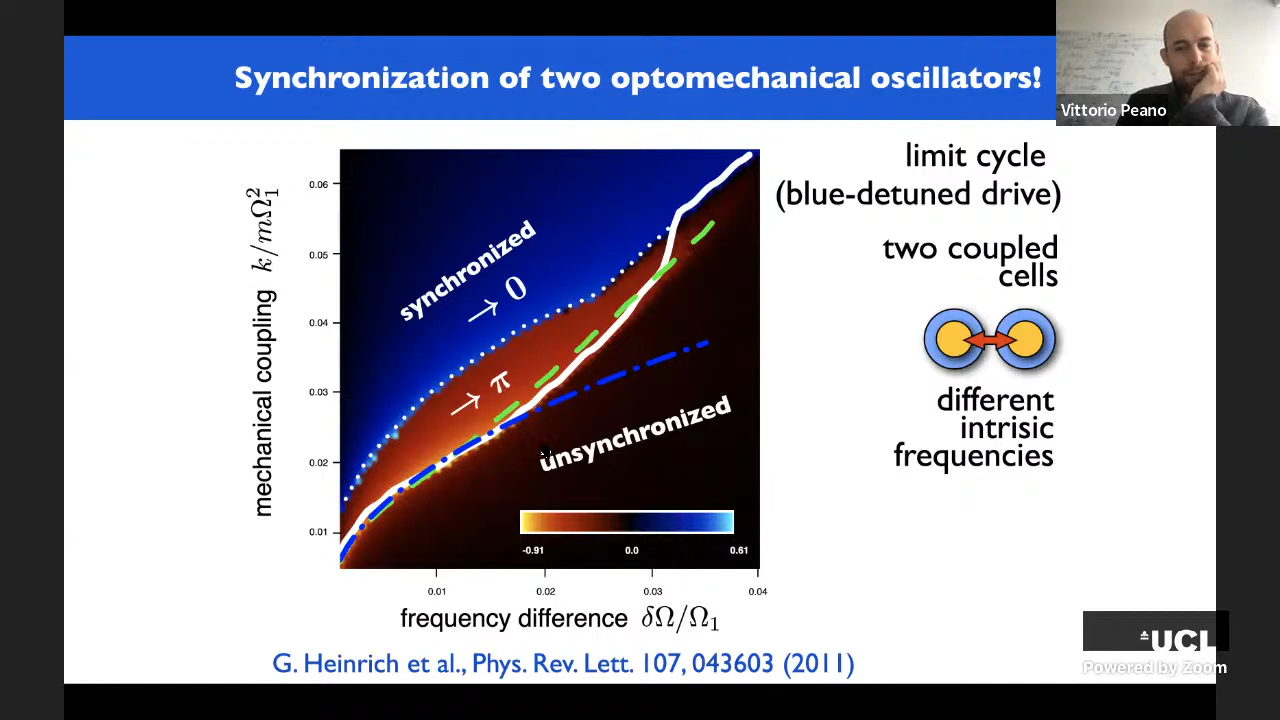 Synchronization of two optomechanical oscillators!
Vittorio Peano
limit cycle
(blue-detuned drive)
two coupled
cells
different
intrisic
frequencies
mechanical coupling k/mΩ₁²
0.06
0.05
0.04
0.03
0.02
0.01
synchronized
→ 0
→ π
unsynchronized
-0.91 0.0 0.61
0.01 0.02 0.03 0.04
frequency difference δΩ/Ω₁
G. Heinrich et al., Phys. Rev. Lett. 107, 043603 (2011)
UCL
Powered by Zoom